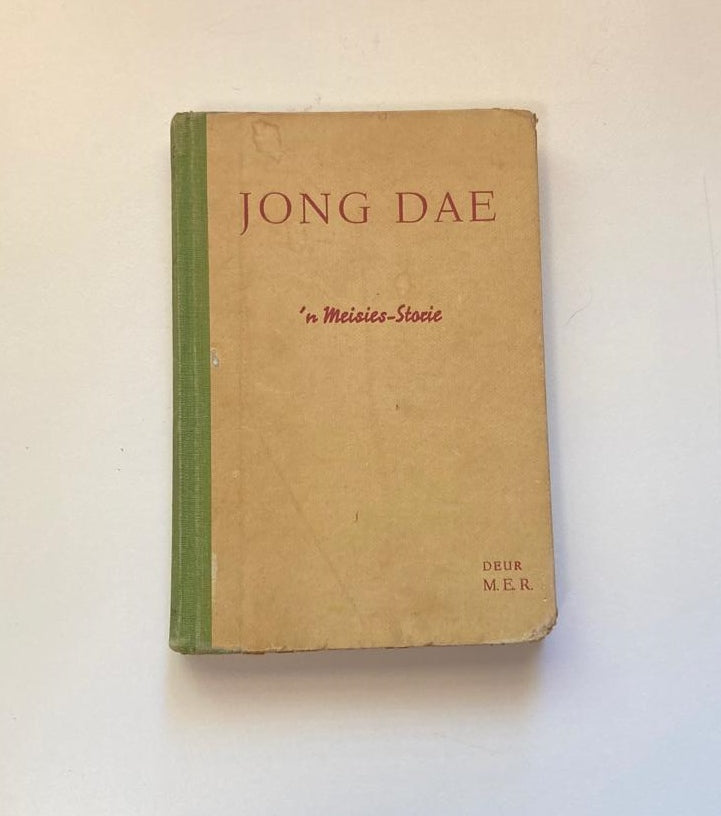 JONG DAE
'n Meisies-Storie
DEUR
M. E. R.